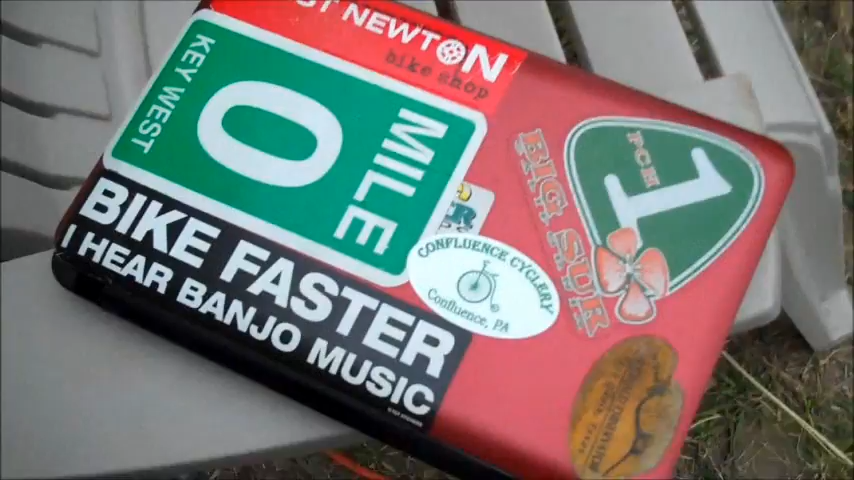 ST NEWTON
bike shop
MILE
0
KEY WEST
BIKE FASTER
I HEAR BANJO MUSIC
CONFLUENCE CYCLERY
Confluence, PA
BIG SUR
PCH
1